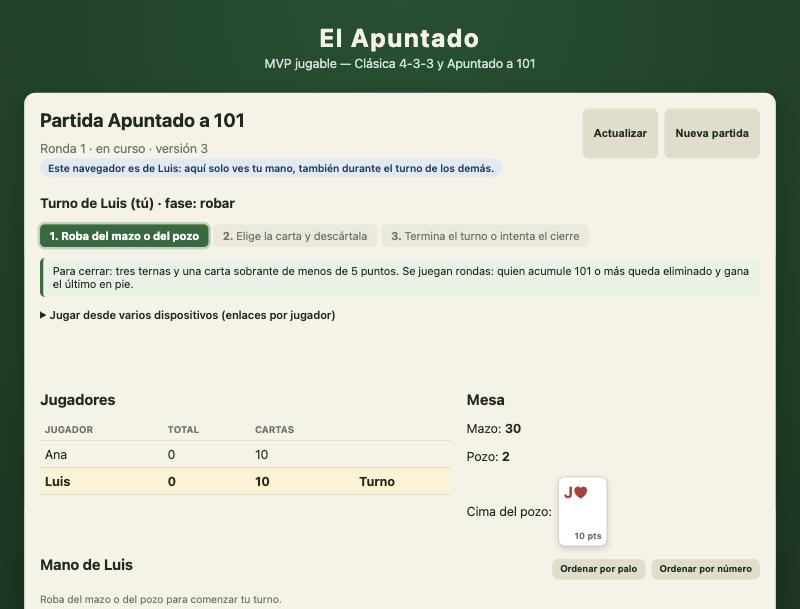 El Apuntado
MVP jugable — Clásica 4-3-3 y Apuntado a 101
Partida Apuntado a 101
Actualizar
Nueva partida
Ronda 1 · en curso · versión 3
Este navegador es de Luis: aquí solo ves tu mano, también durante el turno de los demás.
Turno de Luis (tú) · fase: robar
1. Roba del mazo o del pozo
2. Elige la carta y descártala
3. Termina el turno o intenta el cierre
Para cerrar: tres ternas y una carta sobrante de menos de 5 puntos. Se juegan rondas: quien acumule 101 o más queda eliminado y gana
el último en pie.
▶ Jugar desde varios dispositivos (enlaces por jugador)
Jugadores
JUGADOR TOTAL CARTAS
Ana 0 10
Luis 0 10 Turno
Mesa
Mazo: 30
Pozo: 2
Cima del pozo:
J♥
10 pts
Mano de Luis
Ordenar por palo
Ordenar por número
Roba del mazo o del pozo para comenzar tu turno.